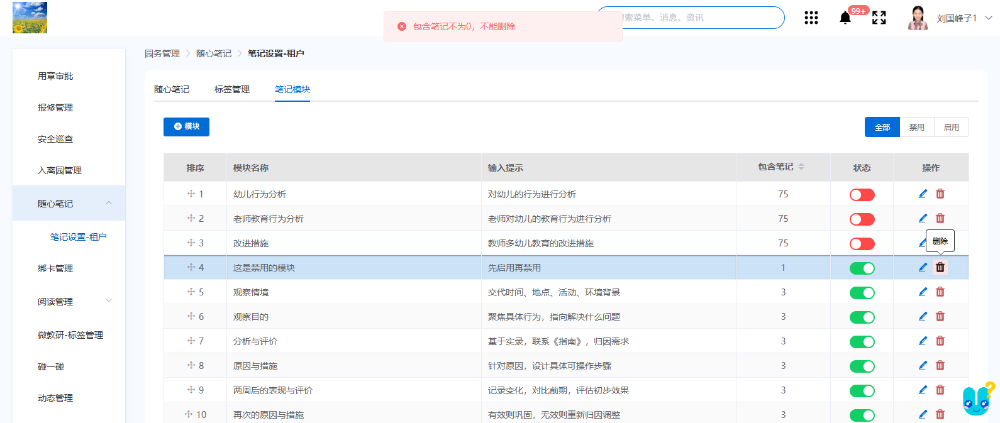 包含笔记不为0，不能删除
搜索菜单、消息、资讯
99+
刘国峰子1
用章审批
报修管理
安全巡查
入离园管理
随心笔记
笔记设置-租户
绑卡管理
阅读管理
微教研-标签管理
碰一碰
动态管理
园务管理 随心笔记 笔记设置-租户
随心笔记 标签管理 笔记模块
模块
全部 禁用 启用
排序 模块名称 输入提示 包含笔记 状态 操作
1 幼儿行为分析 对幼儿的行为进行分析 75
2 老师教育行为分析 老师对幼儿的教育行为进行分析 75
3 改进措施 教师多幼儿教育的改进措施 75
删除
4 这是禁用的模块 先启用再禁用 1
5 观察情境 交代时间、地点、活动、环境背景 3
6 观察目的 聚焦具体行为，指向解决什么问题 3
7 分析与评价 基于实录，联系《指南》，归因需求 3
8 原因与措施 针对原因，设计具体可操作步骤 3
9 两周后的表现与评价 记录变化，对比前期，评估初步效果 3
10 再次的原因与措施 有效则巩固，无效则重新归因调整 3